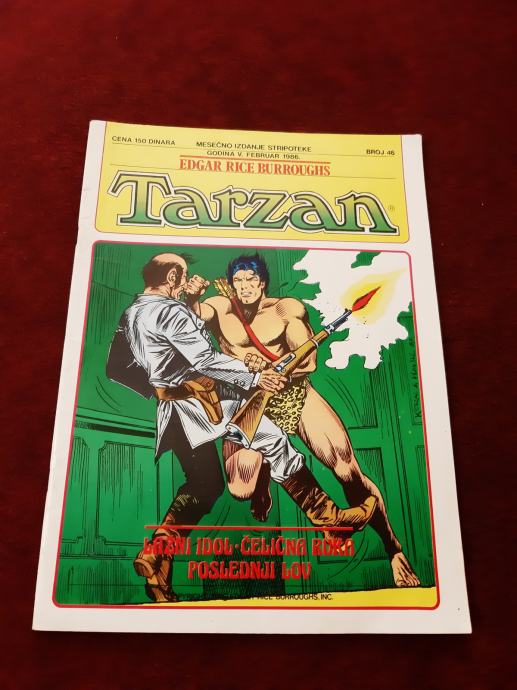 CENA 150 DINARA
MESEČNO IZDANJE STRIPOTEKE
GODINA V. FEBRUAR 1986.
BROJ 46
EDGAR RICE BURROUGHS
Tarzan®
LAŽNI IDOL • ČELIČNA RUKA
POSLEDNJI LOV
RICE BURROUGHS, INC.